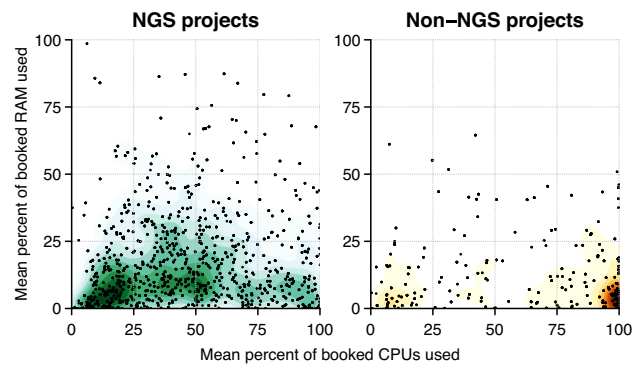 NGS projects
Non−NGS projects
Mean percent of booked RAM used
100
75
50
25
0
100
75
50
25
0
0 25 50 75 100
0 25 50 75 100
Mean percent of booked CPUs used